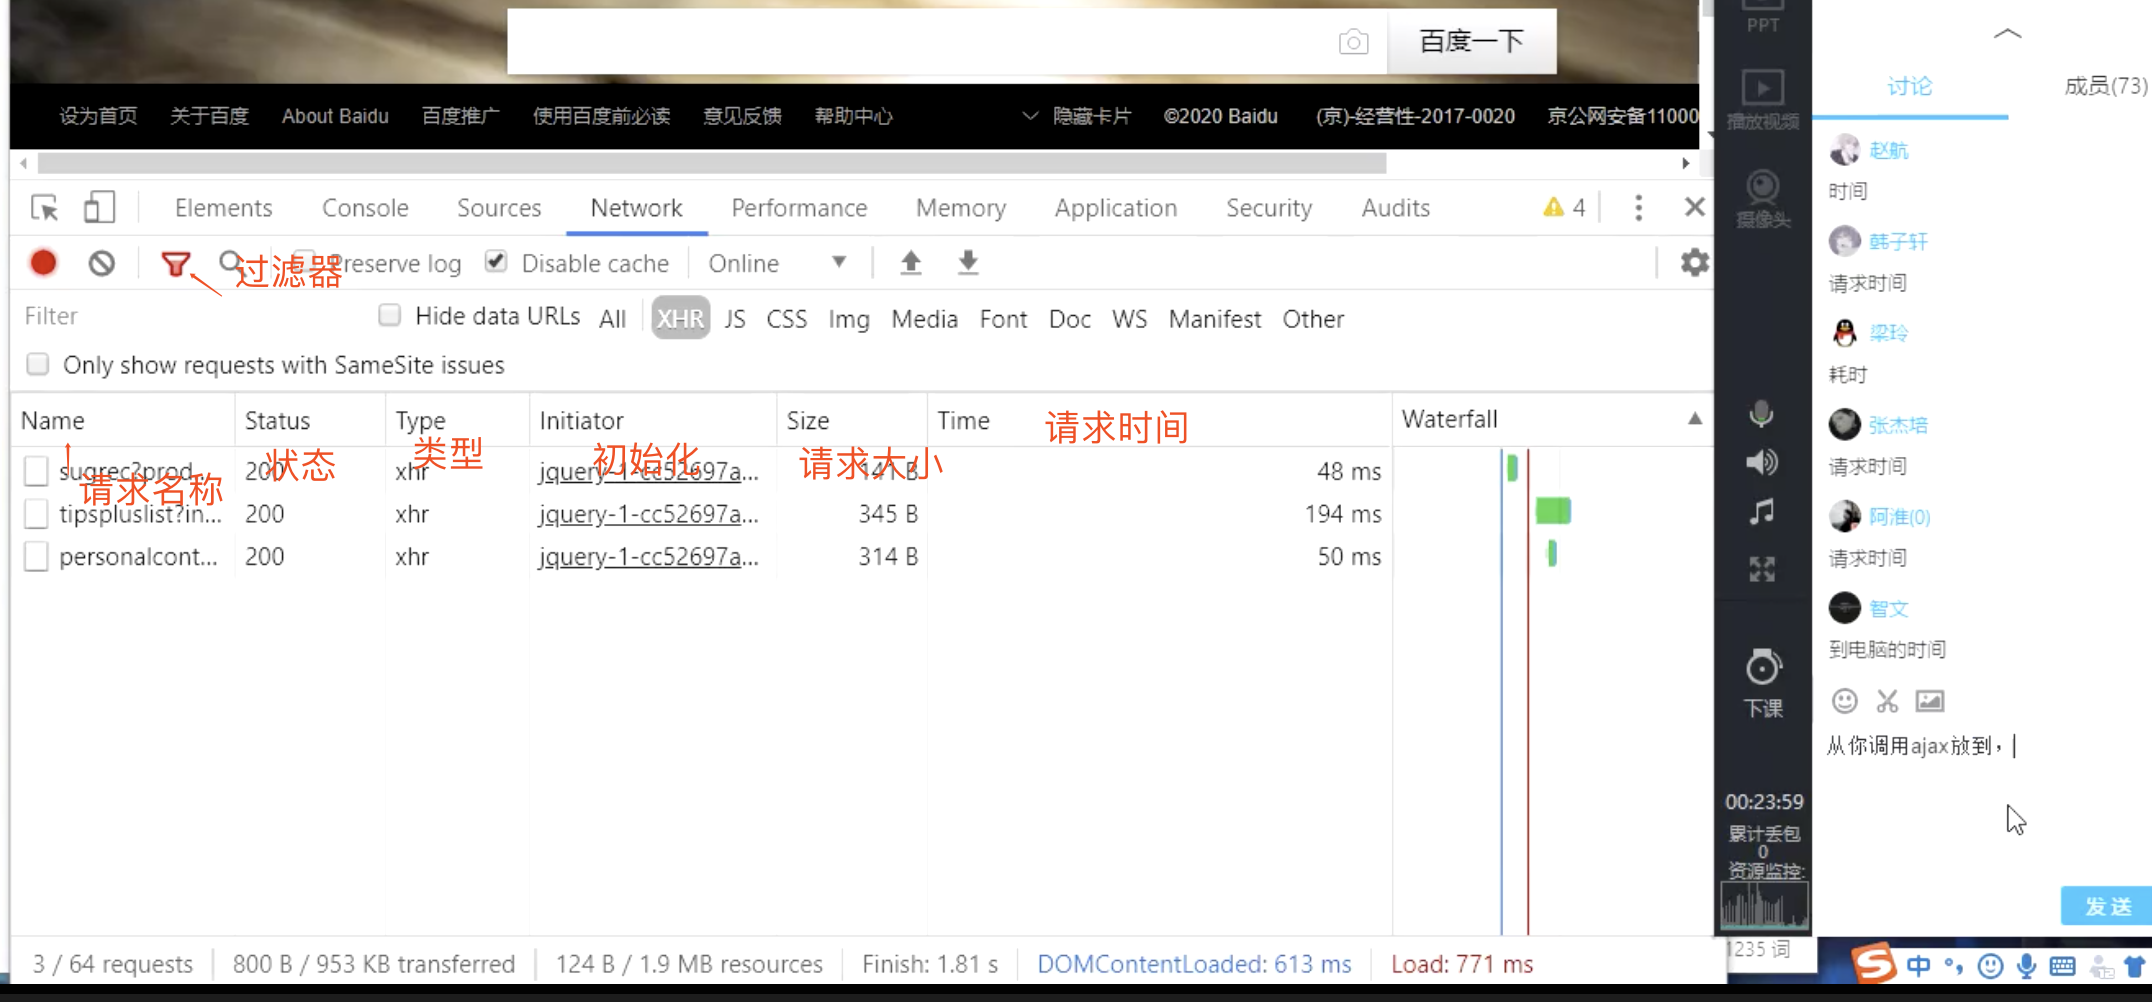 百度一下
设为首页 关于百度 About Baidu 百度推广 使用百度前必读 意见反馈 帮助中心 隐藏卡片 ©2020 Baidu (京)-经营性-2017-0020 京公网安备11000
Elements Console Sources Network Performance Memory Application Security Audits 4
过滤器 Preserve log Disable cache Online
Filter Hide data URLs All XHR JS CSS Img Media Font Doc WS Manifest Other
Only show requests with SameSite issues
Name Status Type Initiator Size Time 请求时间 Waterfall
请求名称 状态 类型 初始化 请求大小
sugrec?prod... 200 xhr jquery-1-cc52697a... 141 B 48 ms
tipspluslist?in... 200 xhr jquery-1-cc52697a... 345 B 194 ms
personalcont... 200 xhr jquery-1-cc52697a... 314 B 50 ms
3 / 64 requests 800 B / 953 KB transferred 124 B / 1.9 MB resources Finish: 1.81 s DOMContentLoaded: 613 ms Load: 771 ms
PPT
播放视频
摄像头
下课
00:23:59
累计丢包
0
资源监控:
1235 词
讨论 成员(73)
赵航
时间
韩子轩
请求时间
梁玲
耗时
张杰培
请求时间
阿淮(0)
请求时间
智文
到电脑的时间
从你调用ajax放到，
发送
S 中